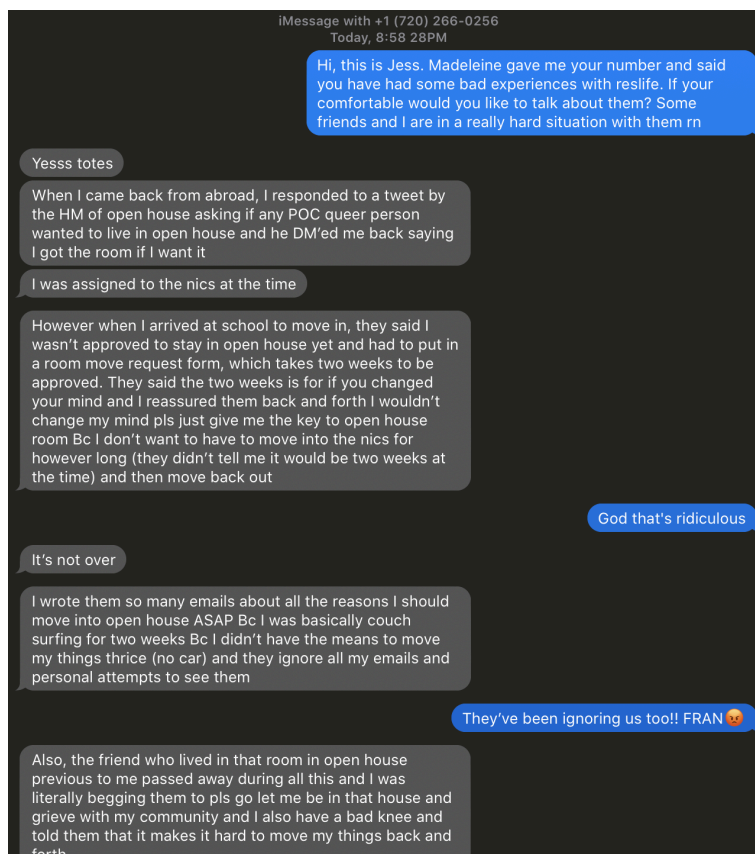 iMessage with +1 (720) 266-0256
Today, 8:58 28PM
Hi, this is Jess. Madeleine gave me your number and said
you have had some bad experiences with reslife. If your
comfortable would you like to talk about them? Some
friends and I are in a really hard situation with them rn
Yesss totes
When I came back from abroad, I responded to a tweet by
the HM of open house asking if any POC queer person
wanted to live in open house and he DM’ed me back saying
I got the room if I want it
I was assigned to the nics at the time
However when I arrived at school to move in, they said I
wasn’t approved to stay in open house yet and had to put in
a room move request form, which takes two weeks to be
approved. They said the two weeks is for if you changed
your mind and I reassured them back and forth I wouldn’t
change my mind pls just give me the key to open house
room Bc I don’t want to have to move into the nics for
however long (they didn’t tell me it would be two weeks at
the time) and then move back out
God that's ridiculous
It’s not over
I wrote them so many emails about all the reasons I should
move into open house ASAP Bc I was basically couch
surfing for two weeks Bc I didn’t have the means to move
my things thrice (no car) and they ignore all my emails and
personal attempts to see them
They’ve been ignoring us too!! FRAN😡
Also, the friend who lived in that room in open house
previous to me passed away during all this and I was
literally begging them to pls go let me be in that house and
grieve with my community and I also have a bad knee and
told them that it makes it hard to move my things back and
forth